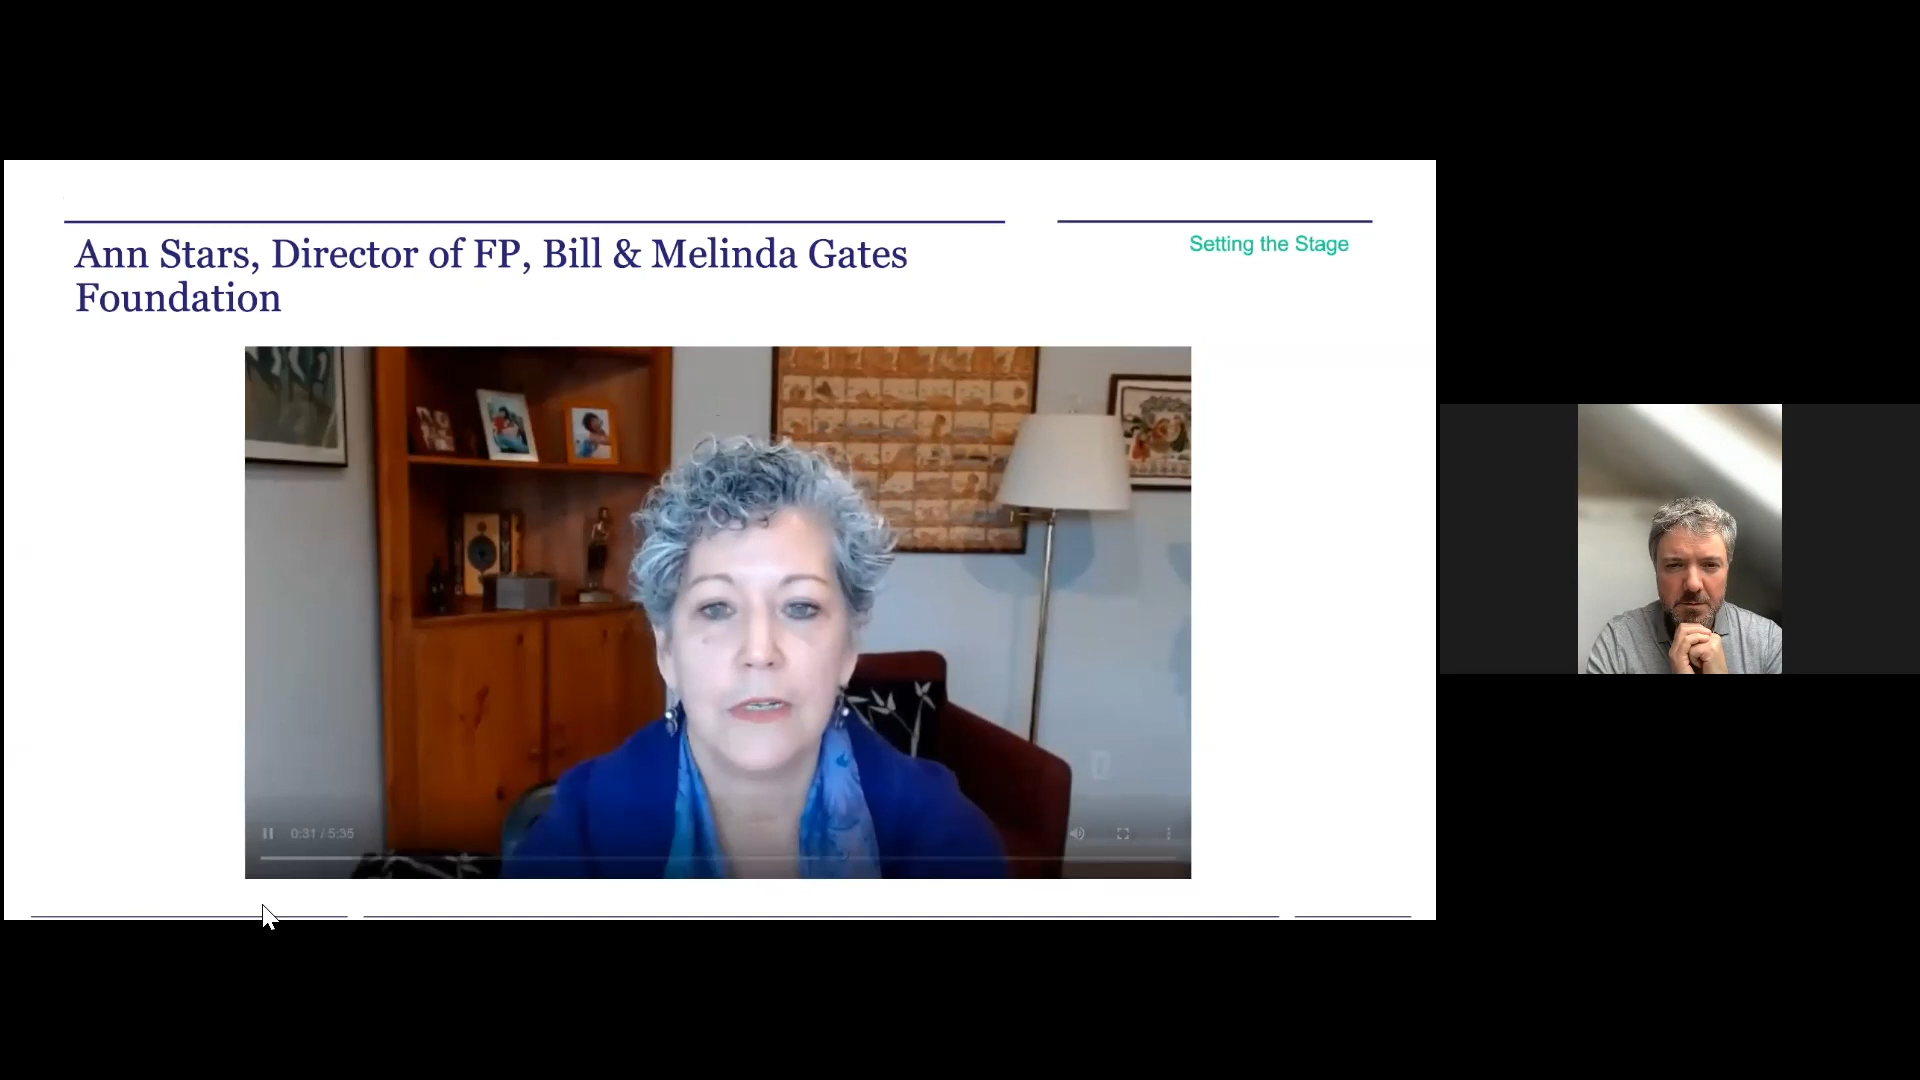 Ann Stars, Director of FP, Bill & Melinda Gates
Foundation
Setting the Stage
0:31 / 5:35